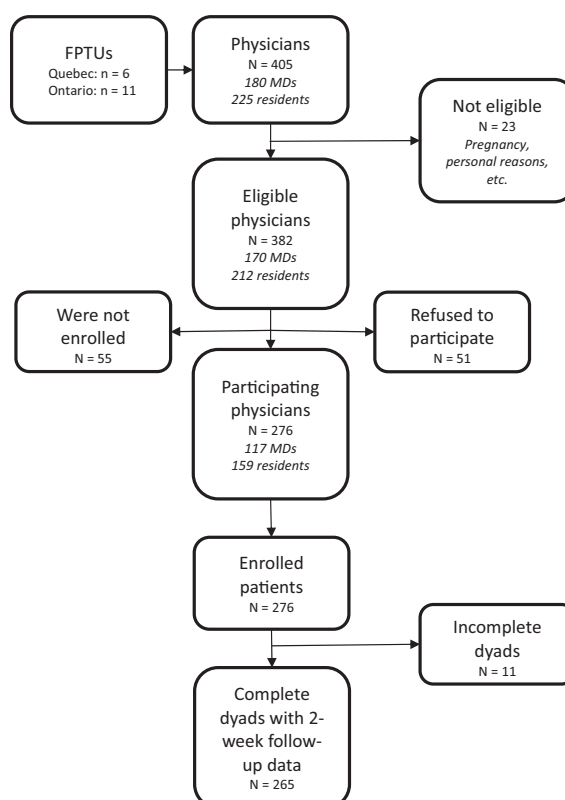 FPTUs
Quebec: n = 6
Ontario: n = 11
Physicians
N = 405
180 MDs
225 residents
Not eligible
N = 23
Pregnancy,
personal reasons,
etc.
Eligible
physicians
N = 382
170 MDs
212 residents
Were not
enrolled
N = 55
Refused to
participate
N = 51
Participating
physicians
N = 276
117 MDs
159 residents
Enrolled
patients
N = 276
Incomplete
dyads
N = 11
Complete
dyads with 2-
week follow-
up data
N = 265